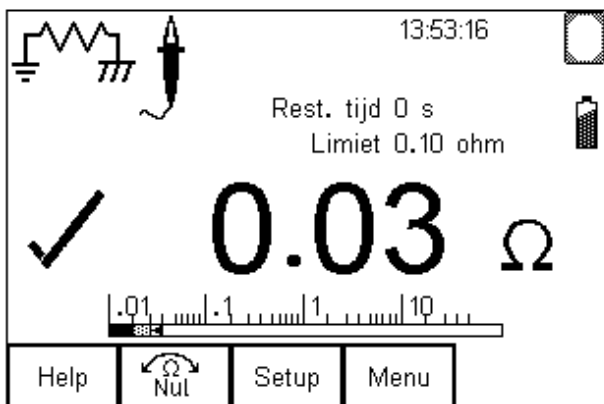 13:53:16
Rest. tijd 0 s
Limiet 0.10 ohm
0.03 Ω
.01 .1 1 10
Help Ω Nul Setup Menu